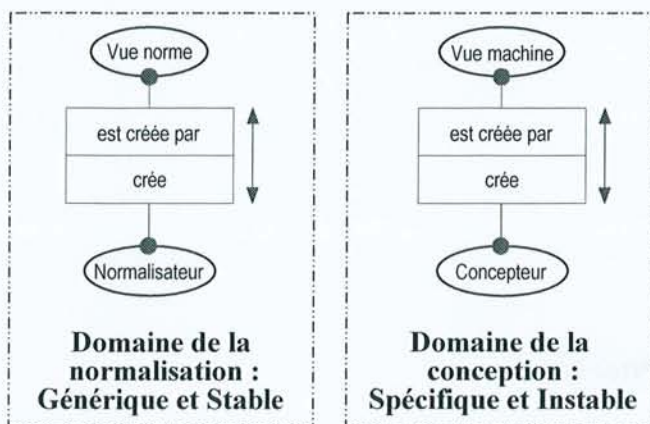 Vue norme
est créée par
crée
Normalisateur
Domaine de la
normalisation :
Générique et Stable
Vue machine
est créée par
crée
Concepteur
Domaine de la
conception :
Spécifique et Instable